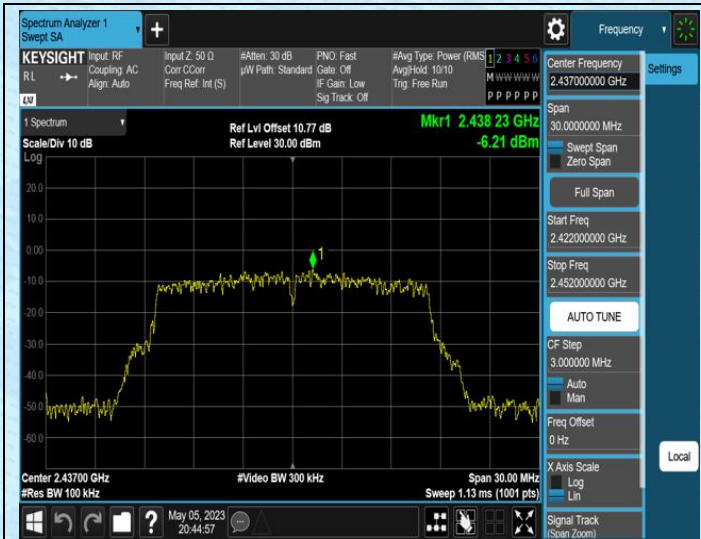 Spectrum Analyzer 1
Swept SA
Frequency
KEYSIGHT
R L
LXI
Input: RF
Coupling: AC
Align: Auto
Input Z: 50 Ω
Corr CCorr
Freq Ref: Int (S)
#Atten: 30 dB
µW Path: Standard
PNO: Fast
Gate: Off
IF Gain: Low
Sig Track: Off
#Avg Type: Power (RMS
Avg|Hold: 10/10
Trig: Free Run
1 2 3 4 5 6
M W W W W W
P P P P P P
1 Spectrum
Scale/Div 10 dB
Log
Ref Lvl Offset 10.77 dB
Ref Level 30.00 dBm
Mkr1 2.438 23 GHz
-6.21 dBm
20.0
10.0
0.00
-10.0
-20.0
-30.0
-40.0
-50.0
-60.0
1
Center 2.43700 GHz
#Res BW 100 kHz
#Video BW 300 kHz
Span 30.00 MHz
Sweep 1.13 ms (1001 pts)
Center Frequency
2.437000000 GHz
Settings
Span
30.0000000 MHz
Swept Span
Zero Span
Full Span
Start Freq
2.422000000 GHz
Stop Freq
2.452000000 GHz
AUTO TUNE
CF Step
3.000000 MHz
Auto
Man
Freq Offset
0 Hz
X Axis Scale
Log
Lin
Local
Signal Track
(Span Zoom)
?
May 05, 2023
20:44:57